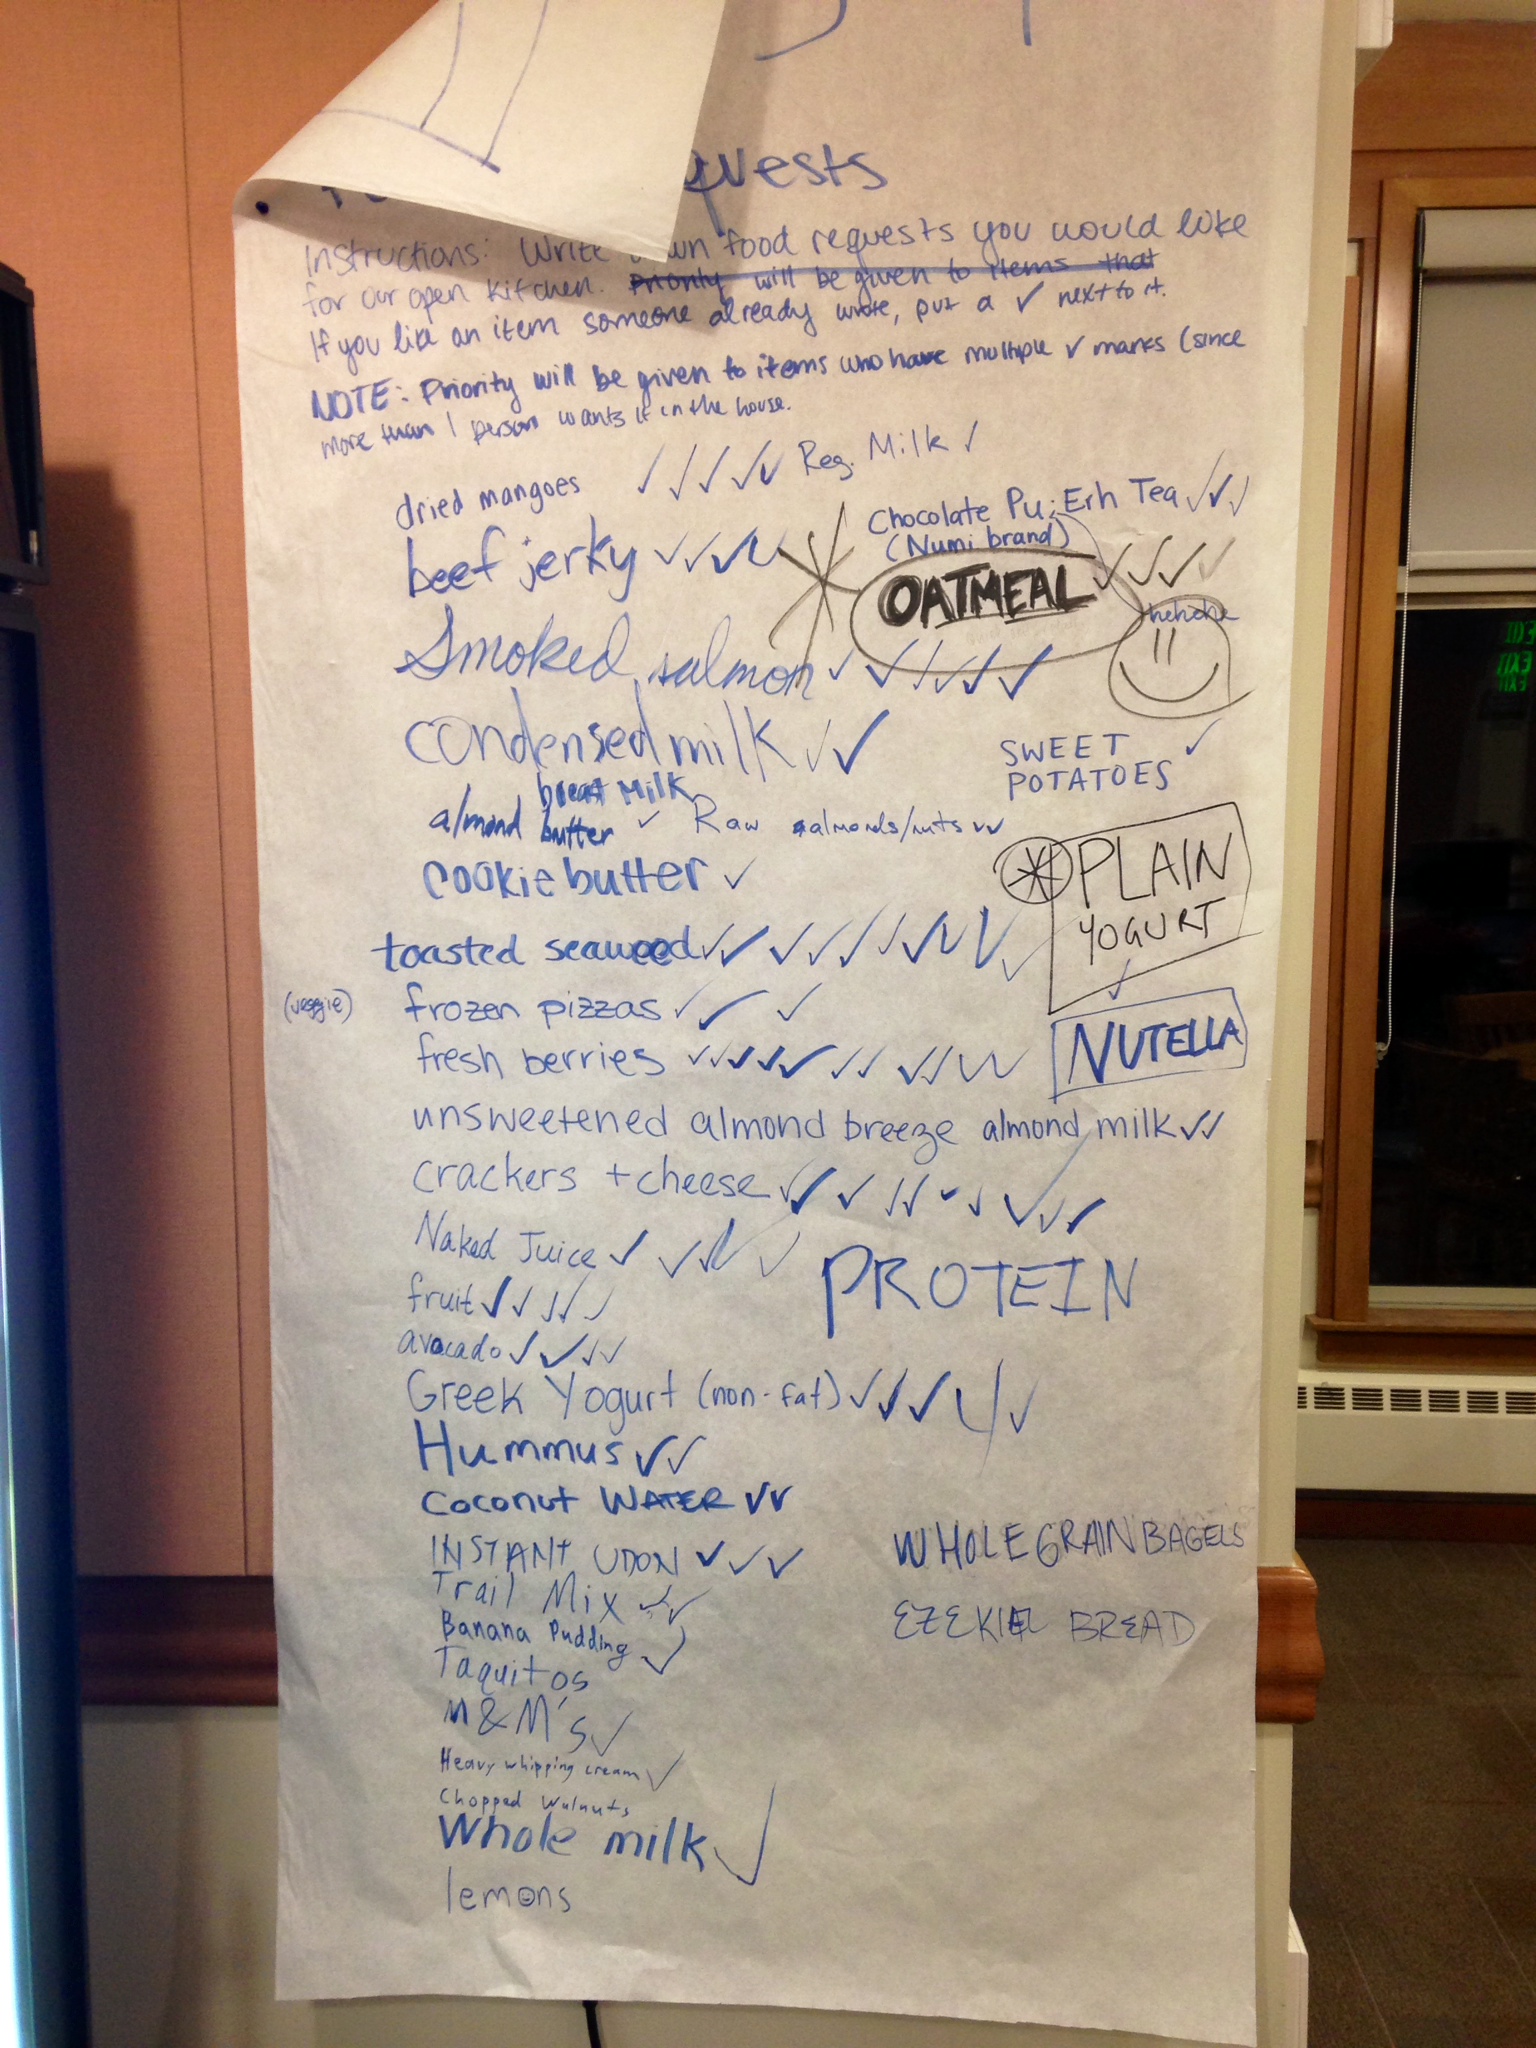 quests
Instructions: Write food requests you would like
for our open kitchen. Priority will be given to items that
If you like an item someone already wrote, put a ✓ next to it.
NOTE: Priority will be given to items who have multiple ✓ marks (since
more than 1 person wants it in the house.
dried mangoes ✓ ✓ ✓ ✓ ✓ Reg. Milk ✓
Chocolate Pu-Erh Tea ✓ ✓ ✓
(Numi brand)
beef jerky ✓ ✓ ✓ ✓
OATMEAL ✓ ✓ ✓ ✓
hehehe
Smoked salmon ✓ ✓ ✓ ✓ ✓ ✓
condensed milk ✓ ✓
SWEET ✓
POTATOES
breast milk
almond butter ✓ Raw almonds/nuts ✓ ✓
cookie butter ✓
PLAIN
YOGURT ✓
toasted seaweed ✓ ✓ ✓ ✓ ✓ ✓ ✓ ✓ ✓ ✓
(veggie) frozen pizzas ✓ ✓ ✓
NUTELLA
fresh berries ✓ ✓ ✓ ✓ ✓ ✓ ✓ ✓ ✓ ✓ ✓
unsweetened almond breeze almond milk ✓ ✓
crackers + cheese ✓ ✓ ✓ ✓ ✓ ✓ ✓ ✓ ✓ ✓
Naked Juice ✓ ✓ ✓ ✓ ✓
PROTEIN
fruit ✓ ✓ ✓ ✓ ✓
avocado ✓ ✓ ✓ ✓
Greek Yogurt (non-fat) ✓ ✓ ✓ ✓ ✓
Hummus ✓ ✓
Coconut WATER ✓ ✓
INSTANT UDON ✓ ✓ ✓
WHOLE GRAIN BAGELS
Trail Mix ✓ ✓
Banana Pudding ✓
EZEKIEL BREAD
Taquitos
M&M's ✓
Heavy whipping cream ✓
Chopped Walnuts
Whole milk ✓
lemons